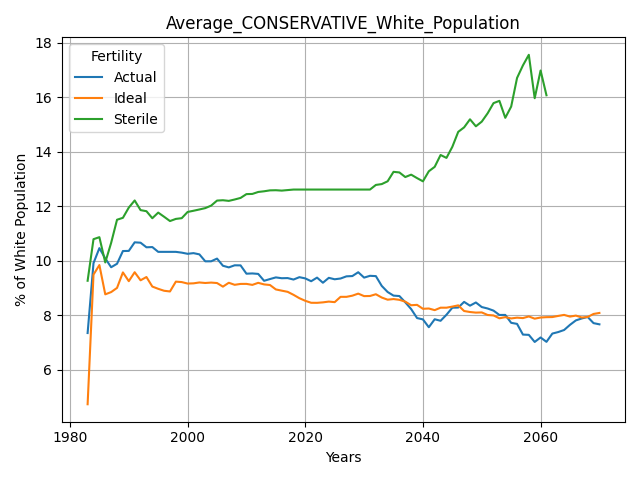 Average_CONSERVATIVE_White_Population
Fertility
Actual
Ideal
Sterile
% of White Population
18
16
14
12
10
8
6
1980
2000
2020
2040
2060
Years